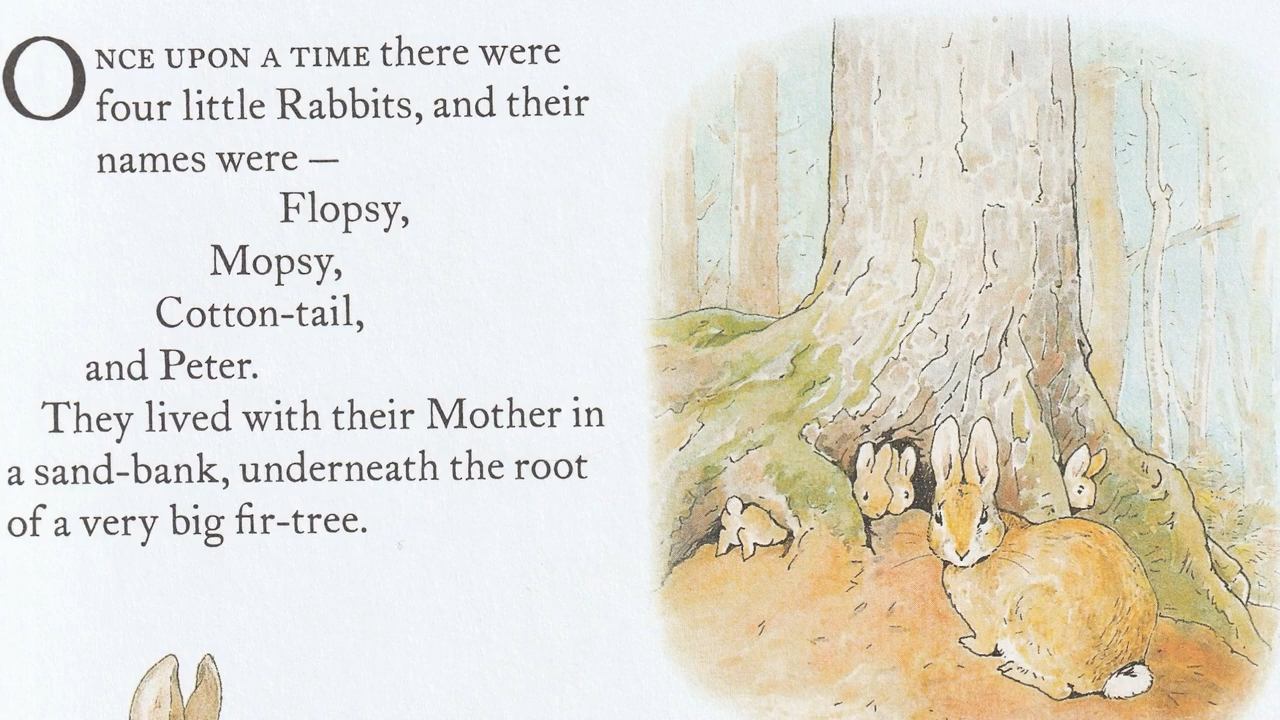 ONCE UPON A TIME there were
four little Rabbits, and their
names were —
Flopsy,
Mopsy,
Cotton-tail,
and Peter.
They lived with their Mother in
a sand-bank, underneath the root
of a very big fir-tree.